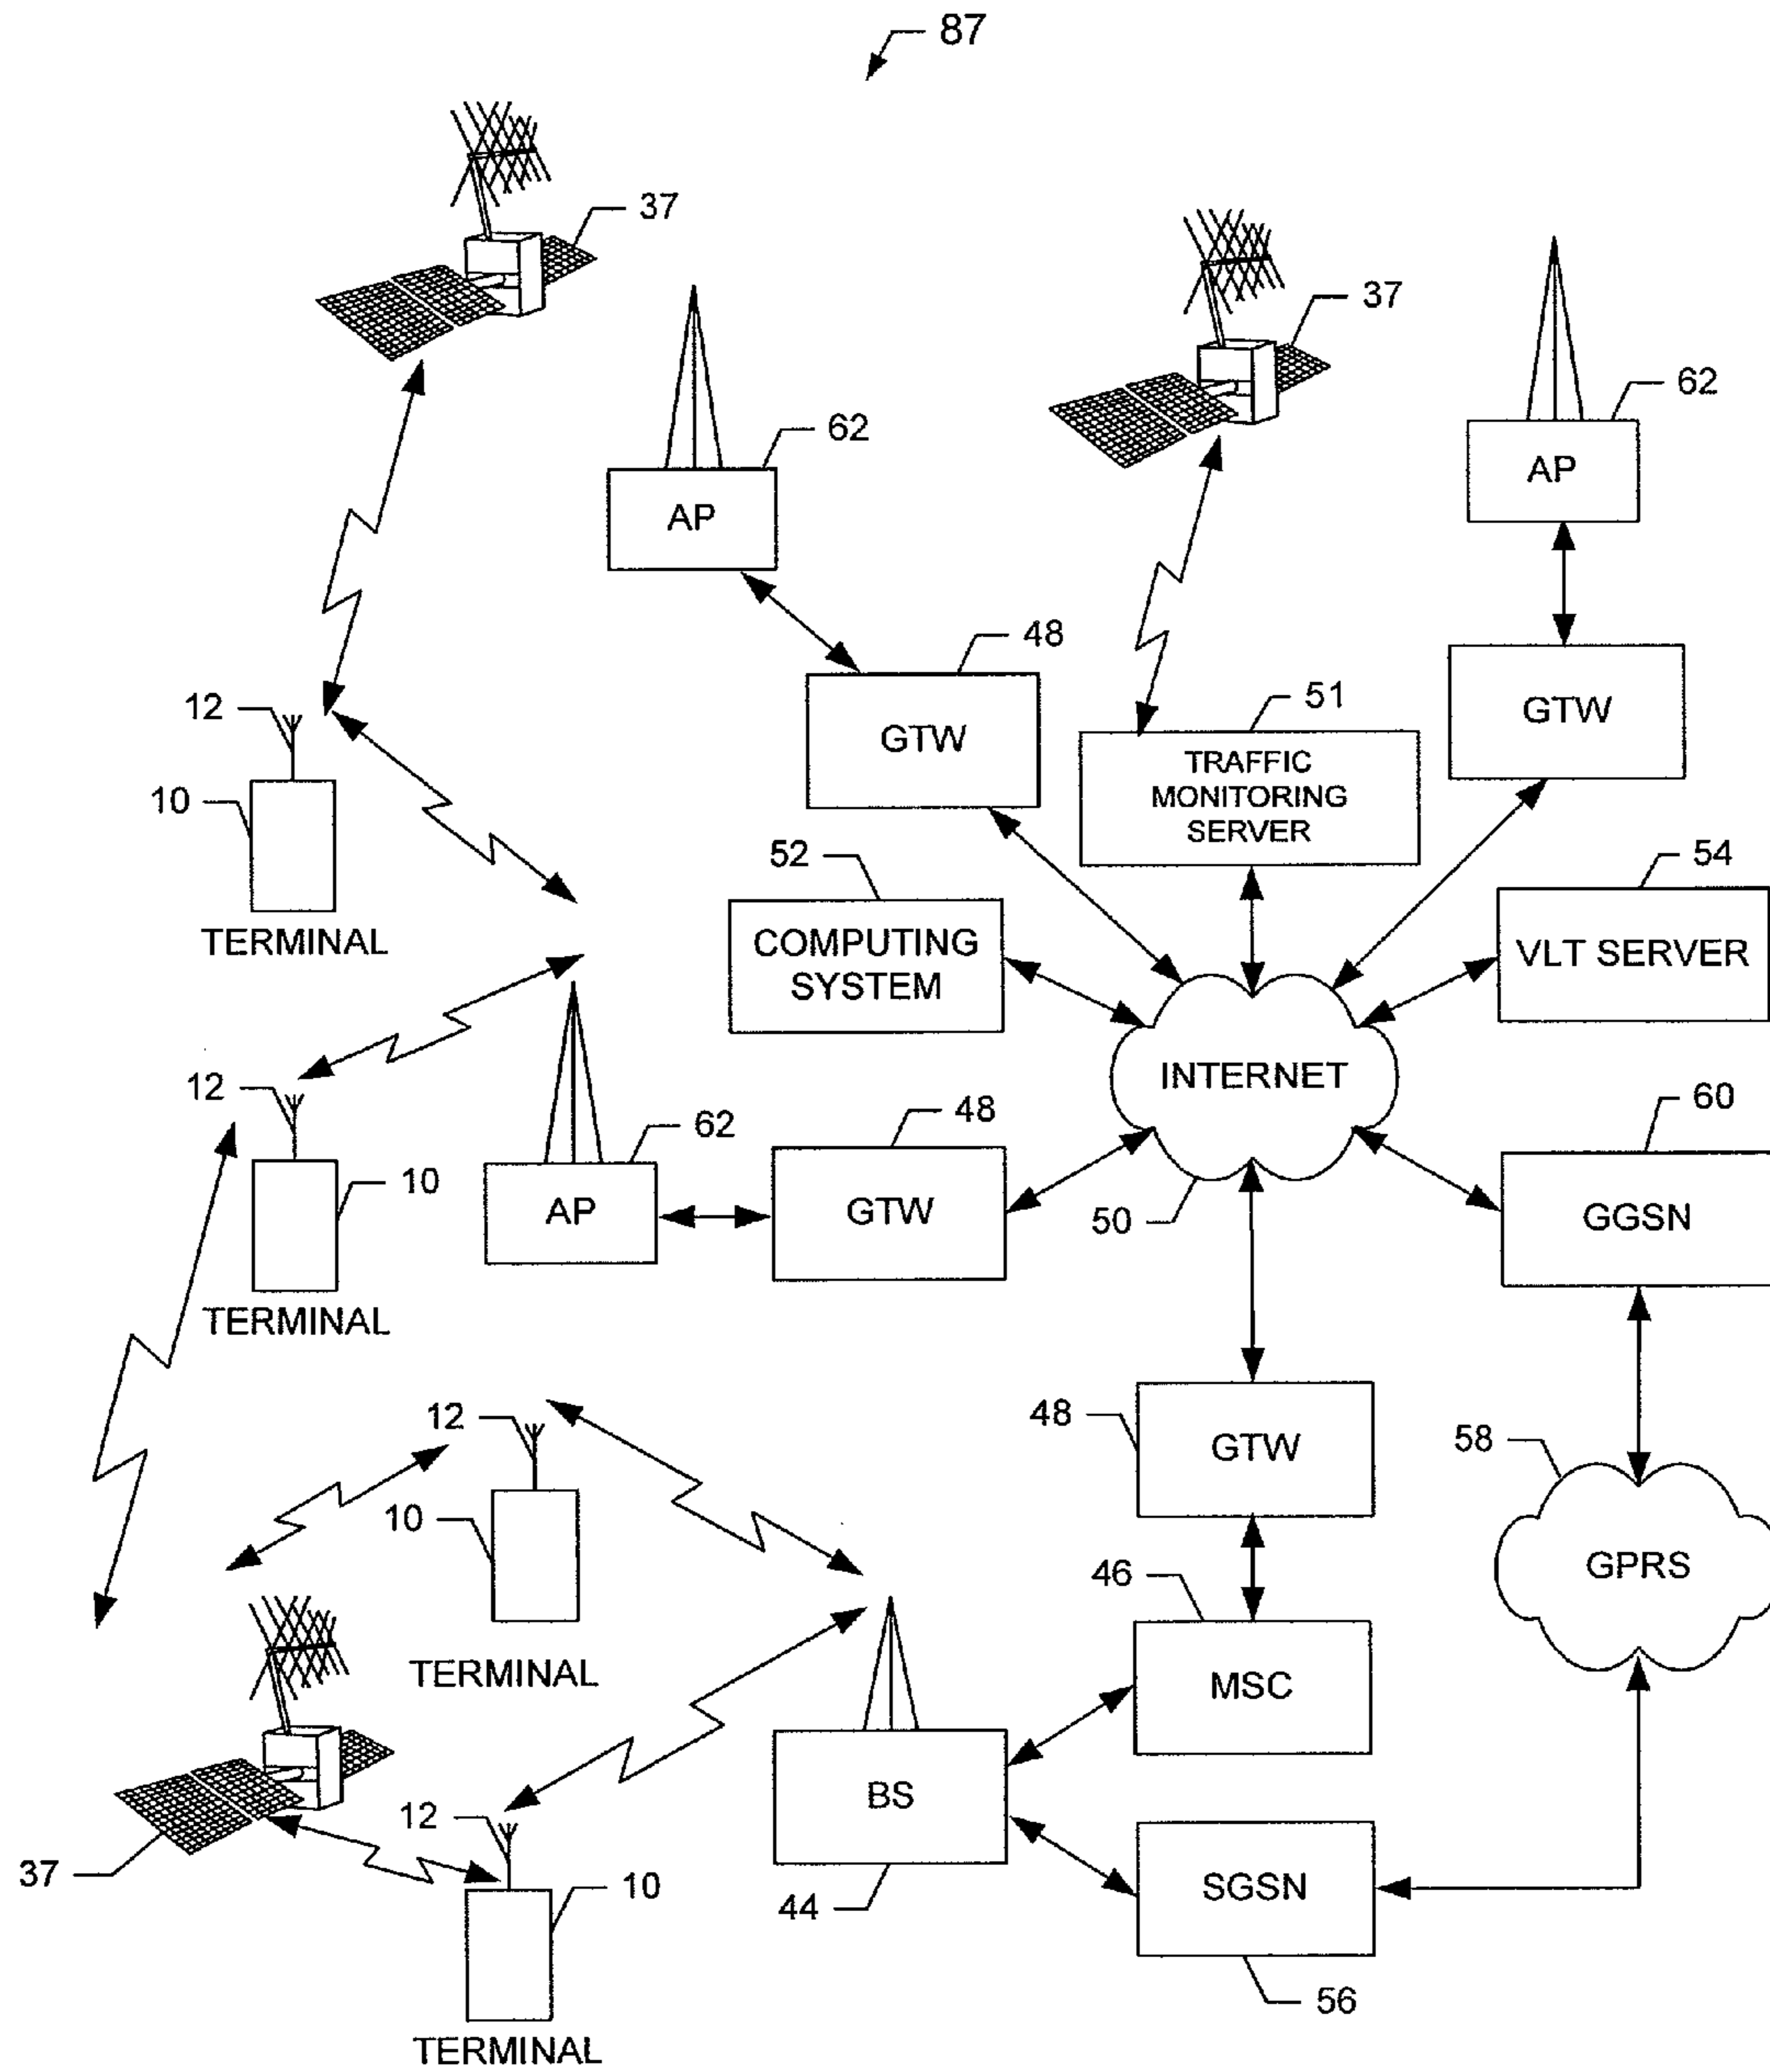 87
37
37
62
62
AP
AP
48
GTW
51
GTW
TRAFFIC
MONITORING
SERVER
12
10
TERMINAL
52
COMPUTING
SYSTEM
54
VLT SERVER
INTERNET
50
12
10
TERMINAL
62
AP
48
GTW
60
GGSN
48
GTW
58
GPRS
12
10
TERMINAL
46
MSC
37
BS
44
12
10
TERMINAL
SGSN
56